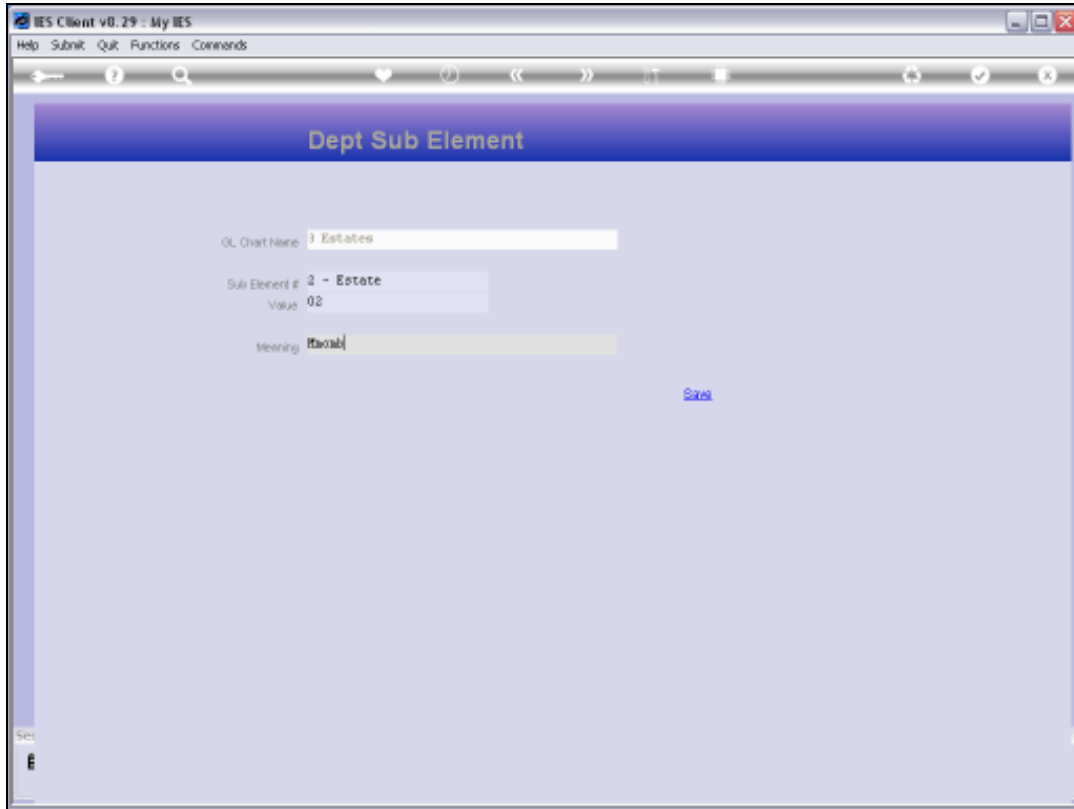 IES Client v8.29 : My IES
Help Submit Quit Functions Commands
Dept Sub Element
GL Chart Name 3 Estates
Sub Element # 2 - Estate
Value 02
Meaning
Save